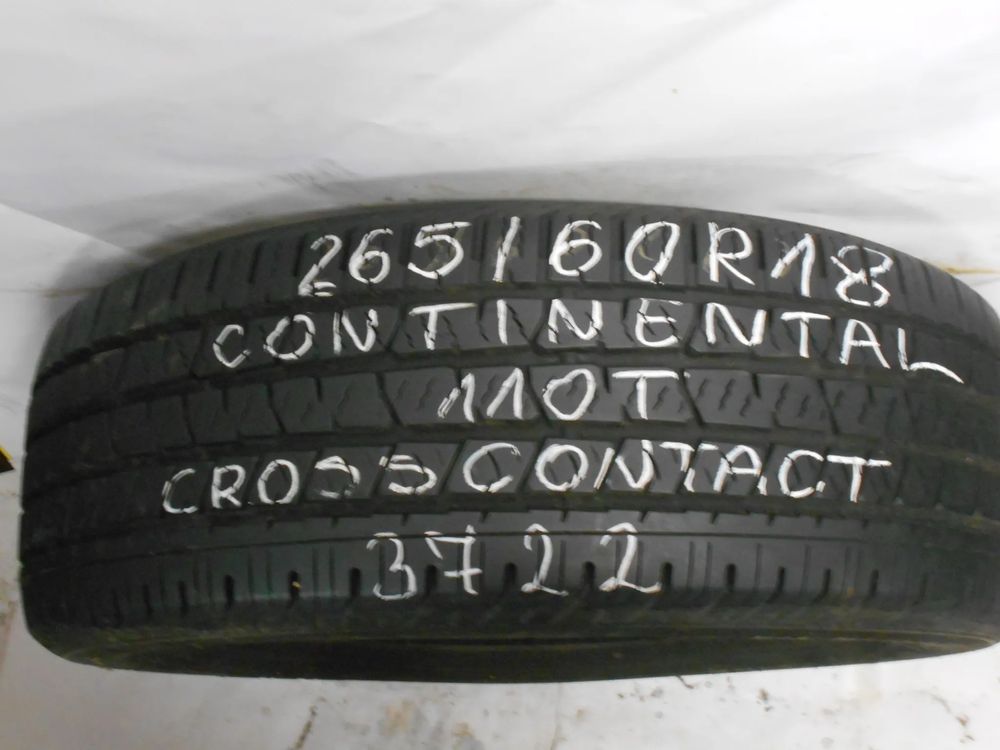 265/60R18
CONTINENTAL
110T
CROSSCONTACT
3722